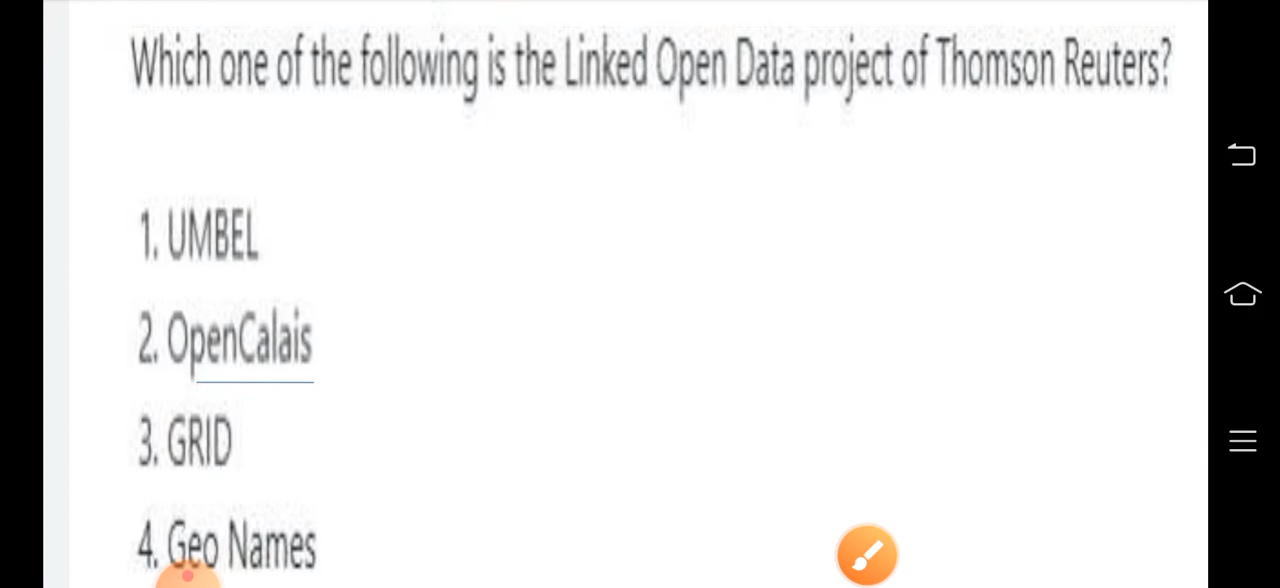 Which one of the following is the Linked Open Data project of Thomson Reuters?
1. UMBEL
2. OpenCalais
3. GRID
4. Geo Names